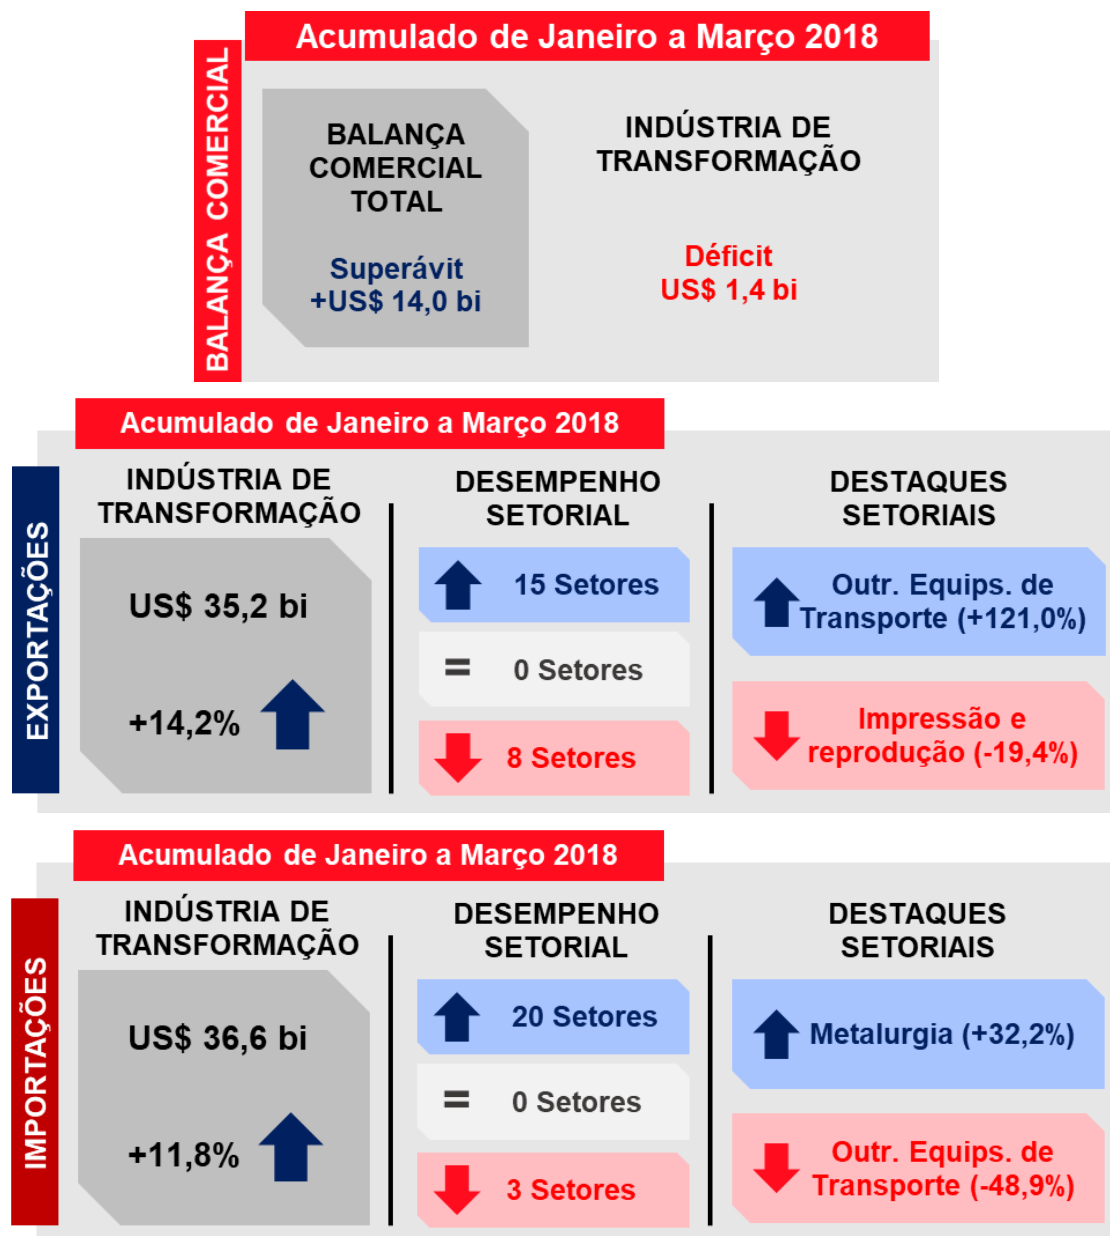 Acumulado de Janeiro a Março 2018
BALANÇA COMERCIAL
BALANÇA
COMERCIAL
TOTAL
Superávit
+US$ 14,0 bi
INDÚSTRIA DE
TRANSFORMAÇÃO
Déficit
US$ 1,4 bi
Acumulado de Janeiro a Março 2018
EXPORTAÇÕES
INDÚSTRIA DE
TRANSFORMAÇÃO
US$ 35,2 bi
+14,2%
DESEMPENHO
SETORIAL
15 Setores
= 0 Setores
8 Setores
DESTAQUES
SETORIAIS
Outr. Equips. de
Transporte (+121,0%)
Impressão e
reprodução (-19,4%)
Acumulado de Janeiro a Março 2018
IMPORTAÇÕES
INDÚSTRIA DE
TRANSFORMAÇÃO
US$ 36,6 bi
+11,8%
DESEMPENHO
SETORIAL
20 Setores
= 0 Setores
3 Setores
DESTAQUES
SETORIAIS
Metalurgia (+32,2%)
Outr. Equips. de
Transporte (-48,9%)